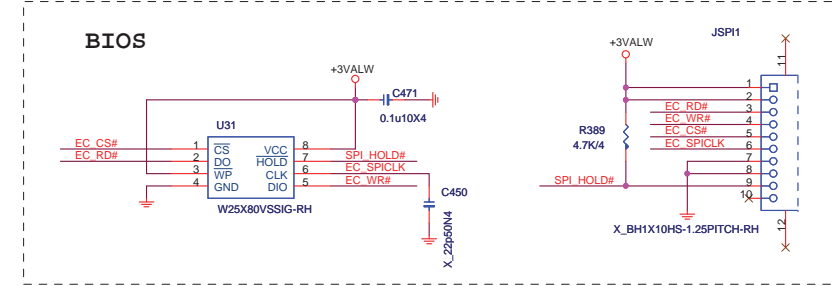 BIOS
+3VALW
C471
0.1u10X4
U31
EC_CS#
EC_RD#
1
2
3
4
CS
DO
WP
GND
VCC
HOLD
CLK
DIO
8
7
6
5
SPI_HOLD#
EC_SPICLK
EC_WR#
W25X80VSSIG-RH
C450
X_22p50N4
JSPI1
+3VALW
11
1
2
3
4
5
6
7
8
9
10
12
EC_RD#
EC_WR#
EC_CS#
EC_SPICLK
R389
4.7K/4
SPI_HOLD#
X_BH1X10HS-1.25PITCH-RH